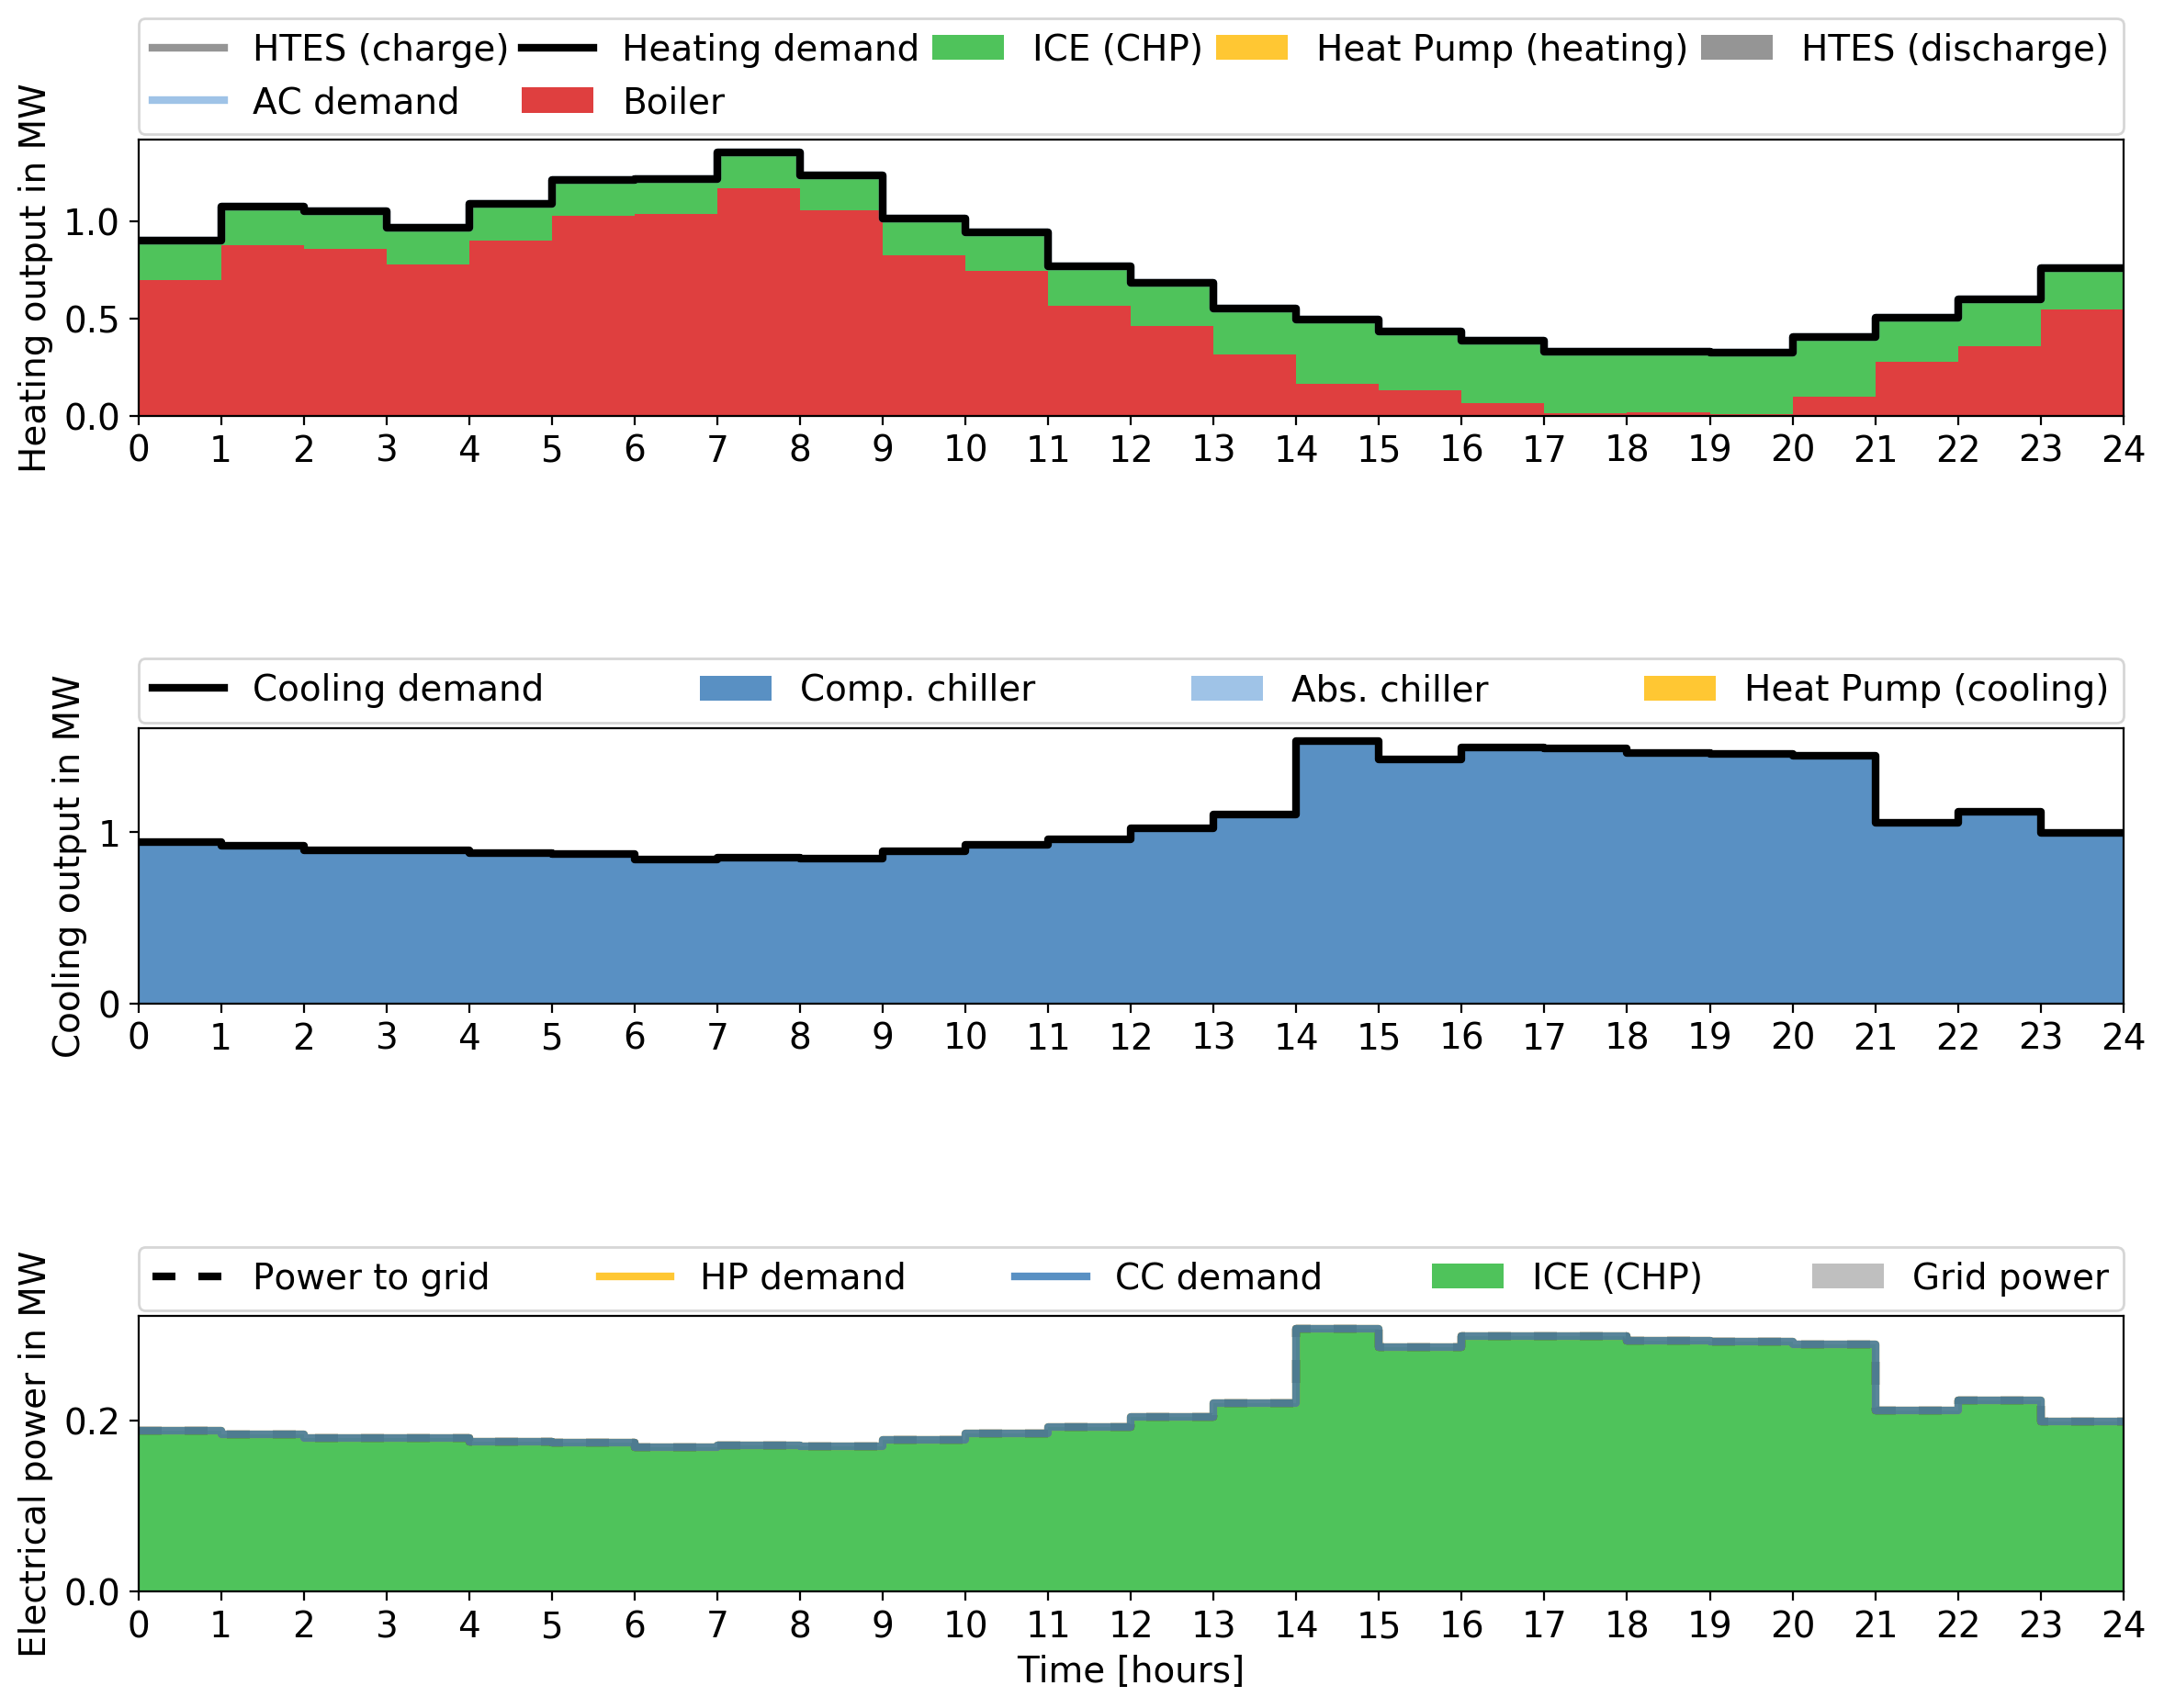 HTES (charge) Heating demand ICE (CHP) Heat Pump (heating) HTES (discharge)
AC demand Boiler
Heating output in MW
1.0
0.5
0.0
0 1 2 3 4 5 6 7 8 9 10 11 12 13 14 15 16 17 18 19 20 21 22 23 24
Cooling demand Comp. chiller Abs. chiller Heat Pump (cooling)
Cooling output in MW
1
0
0 1 2 3 4 5 6 7 8 9 10 11 12 13 14 15 16 17 18 19 20 21 22 23 24
Power to grid HP demand CC demand ICE (CHP) Grid power
Electrical power in MW
0.2
0.0
0 1 2 3 4 5 6 7 8 9 10 11 12 13 14 15 16 17 18 19 20 21 22 23 24
Time [hours]